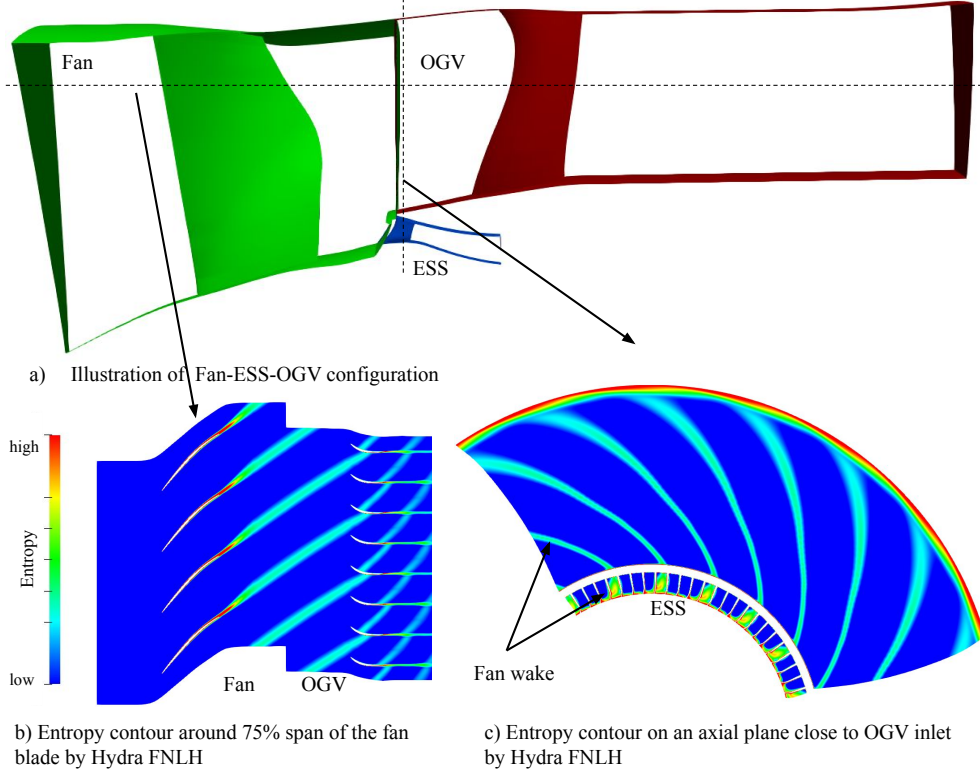 Fan
OGV
ESS
a) Illustration of Fan-ESS-OGV configuration
high
Entropy
low
Fan
OGV
ESS
Fan wake
b) Entropy contour around 75% span of the fan
blade by Hydra FNLH
c) Entropy contour on an axial plane close to OGV inlet
by Hydra FNLH